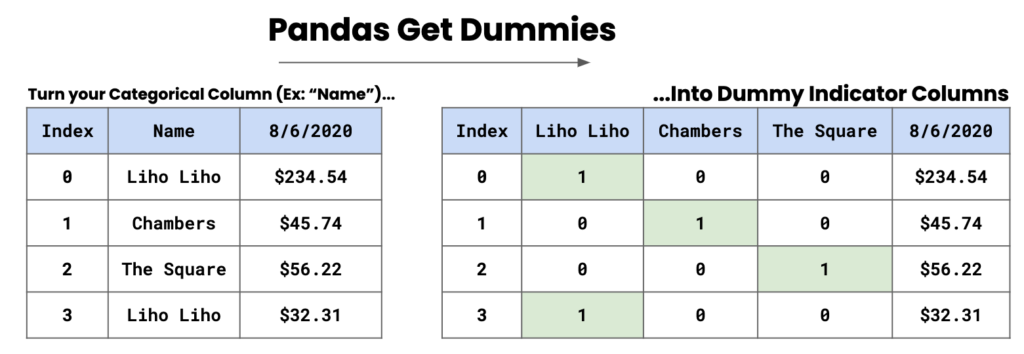 Pandas Get Dummies
Turn your Categorical Column (Ex: “Name”)...
Index Name 8/6/2020
0 Liho Liho $234.54
1 Chambers $45.74
2 The Square $56.22
3 Liho Liho $32.31
...Into Dummy Indicator Columns
Index Liho Liho Chambers The Square 8/6/2020
0 1 0 0 $234.54
1 0 1 0 $45.74
2 0 0 1 $56.22
3 1 0 0 $32.31